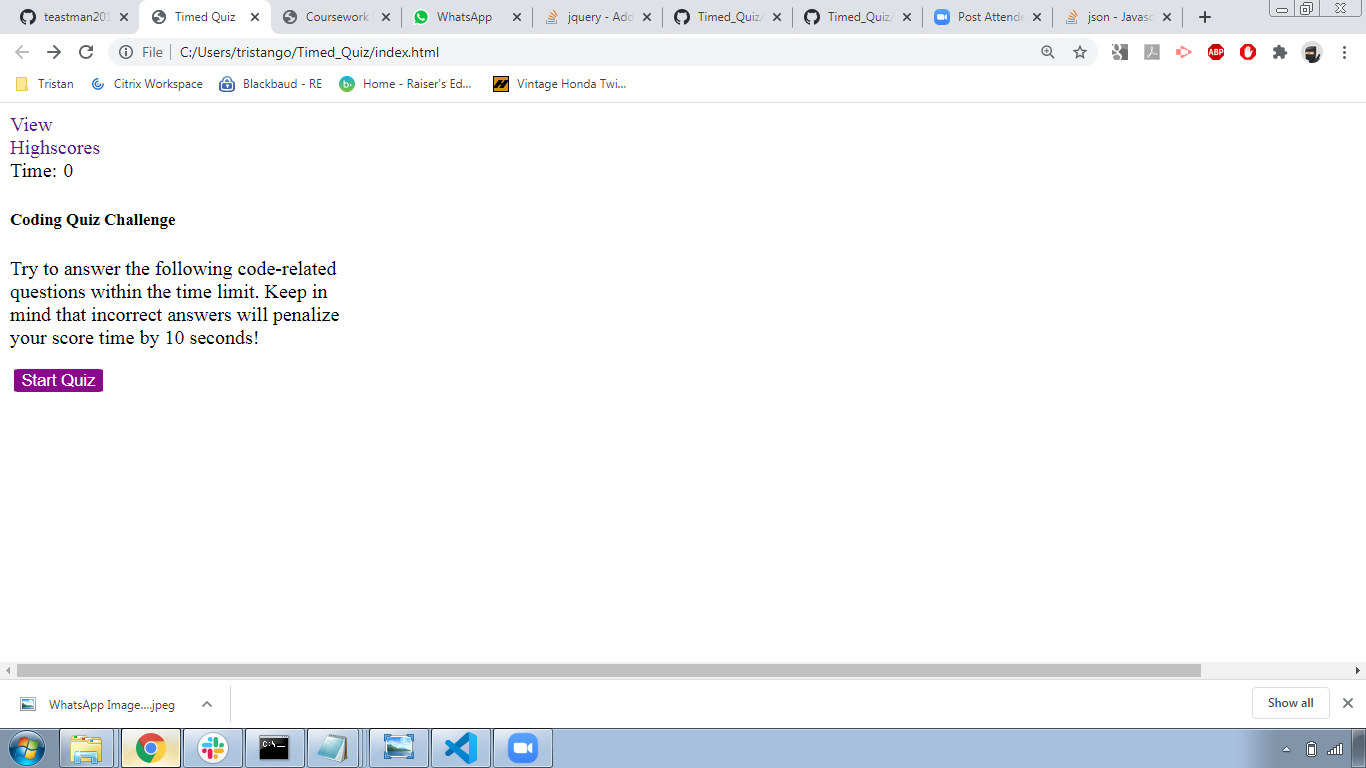 teastman201
Timed Quiz
Coursework
WhatsApp
jquery - Add
Timed_Quiz/
Timed_Quiz/
Post Attende
json - Javasc
File
C:/Users/tristango/Timed_Quiz/index.html
ABP
Tristan
Citrix Workspace
Blackbaud - RE
b·
Home - Raiser's Ed...
Vintage Honda Twi...
View
Highscores
Time: 0
Coding Quiz Challenge
Try to answer the following code-related
questions within the time limit. Keep in
mind that incorrect answers will penalize
your score time by 10 seconds!
Start Quiz
WhatsApp Image....jpeg
Show all
C:\_